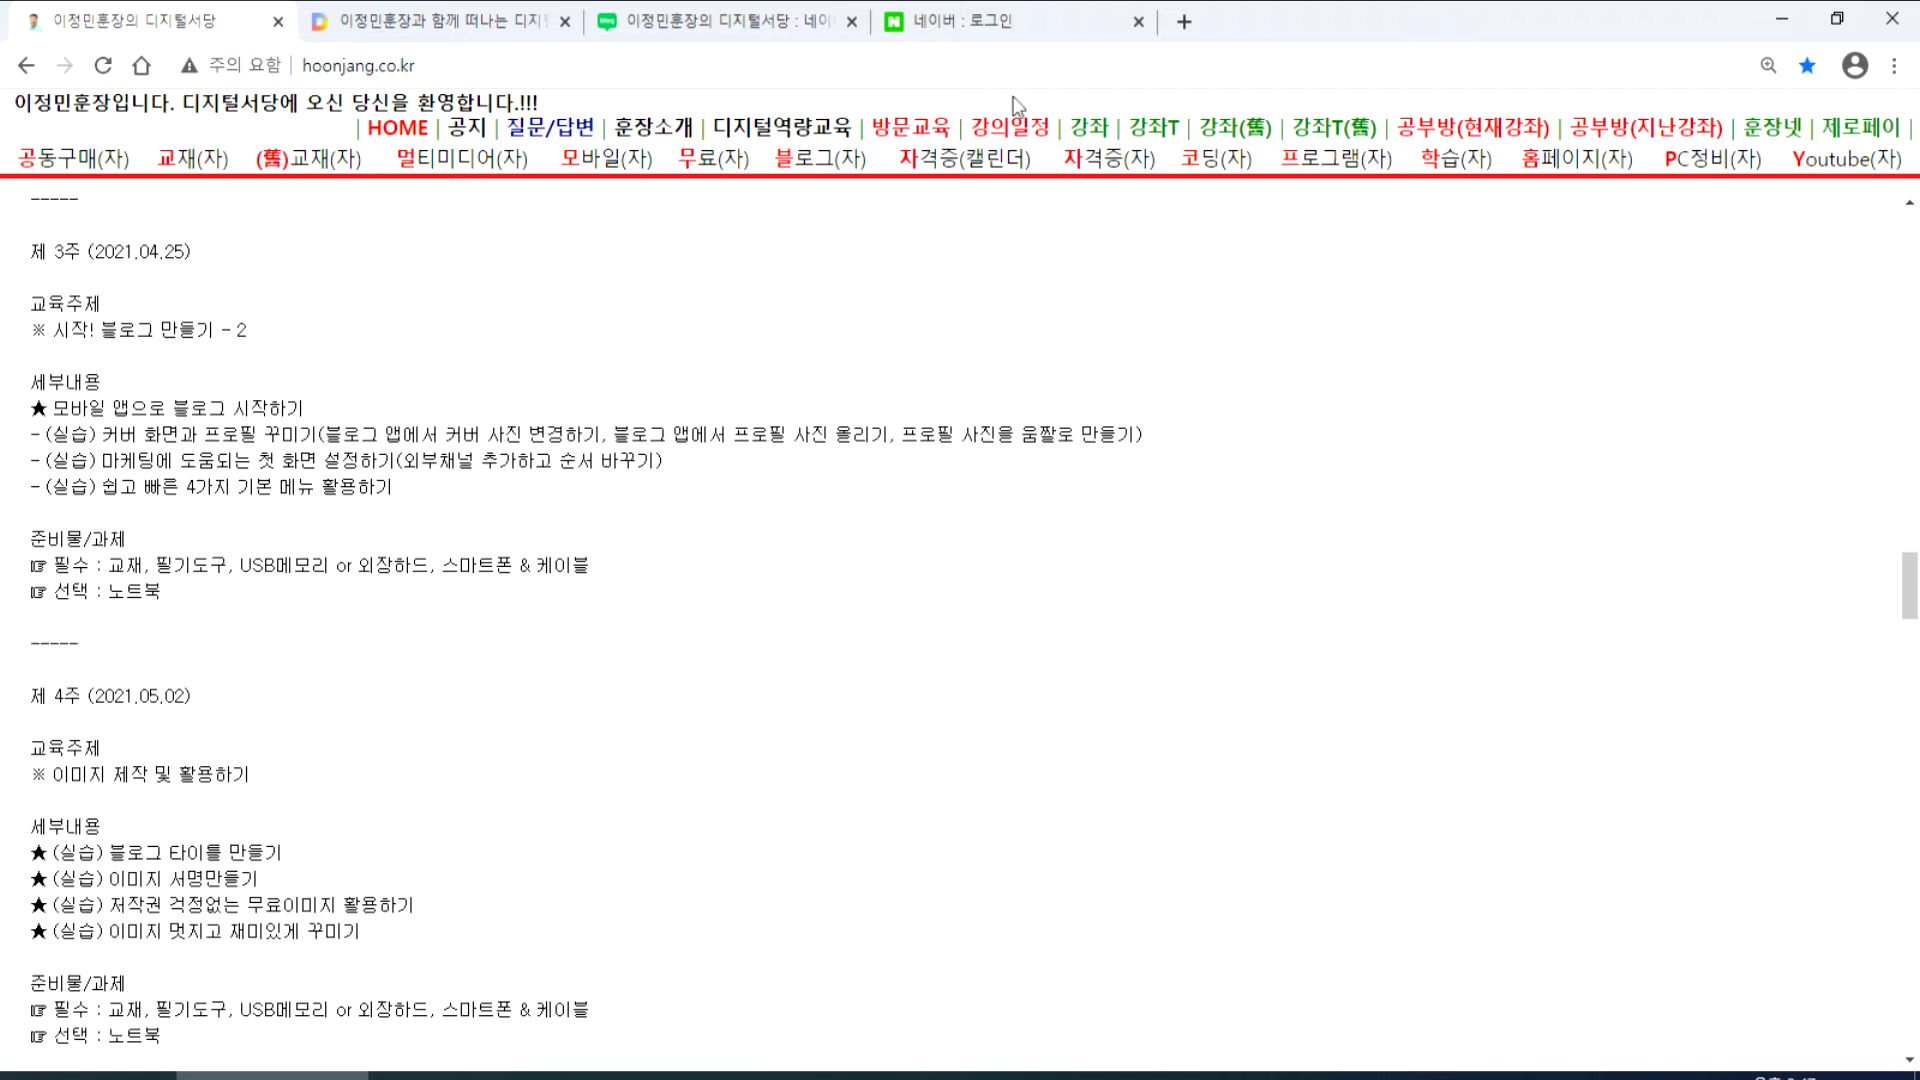 이정민훈장의 디지털서당
이정민훈장과 함께 떠나는 디지털
이정민훈장의 디지털서당 : 네이
네이버 : 로그인
주의 요함 | hoonjang.co.kr
이정민훈장입니다. 디지털서당에 오신 당신을 환영합니다.!!!
| HOME | 공지 | 질문/답변 | 훈장소개 | 디지털역량교육 | 방문교육 | 강의일정 | 강좌 | 강좌T | 강좌(舊) | 강좌T(舊) | 공부방(현재강좌) | 공부방(지난강좌) | 훈장넷 | 제로페이 |
공동구매(자) 교재(자) (舊)교재(자) 멀티미디어(자) 모바일(자) 무료(자) 블로그(자) 자격증(캘린더) 자격증(자) 코딩(자) 프로그램(자) 학습(자) 홈페이지(자) PC정비(자) Youtube(자)
-----
제 3주 (2021.04.25)
교육주제
※ 시작! 블로그 만들기 - 2
세부내용
★ 모바일 앱으로 블로그 시작하기
- (실습) 커버 화면과 프로필 꾸미기(블로그 앱에서 커버 사진 변경하기, 블로그 앱에서 프로필 사진 올리기, 프로필 사진을 움짤로 만들기)
- (실습) 마케팅에 도움되는 첫 화면 설정하기(외부채널 추가하고 순서 바꾸기)
- (실습) 쉽고 빠른 4가지 기본 메뉴 활용하기
준비물/과제
☞ 필수 : 교재, 필기도구, USB메모리 or 외장하드, 스마트폰 & 케이블
☞ 선택 : 노트북
-----
제 4주 (2021.05.02)
교육주제
※ 이미지 제작 및 활용하기
세부내용
★ (실습) 블로그 타이틀 만들기
★ (실습) 이미지 서명만들기
★ (실습) 저작권 걱정없는 무료이미지 활용하기
★ (실습) 이미지 멋지고 재미있게 꾸미기
준비물/과제
☞ 필수 : 교재, 필기도구, USB메모리 or 외장하드, 스마트폰 & 케이블
☞ 선택 : 노트북